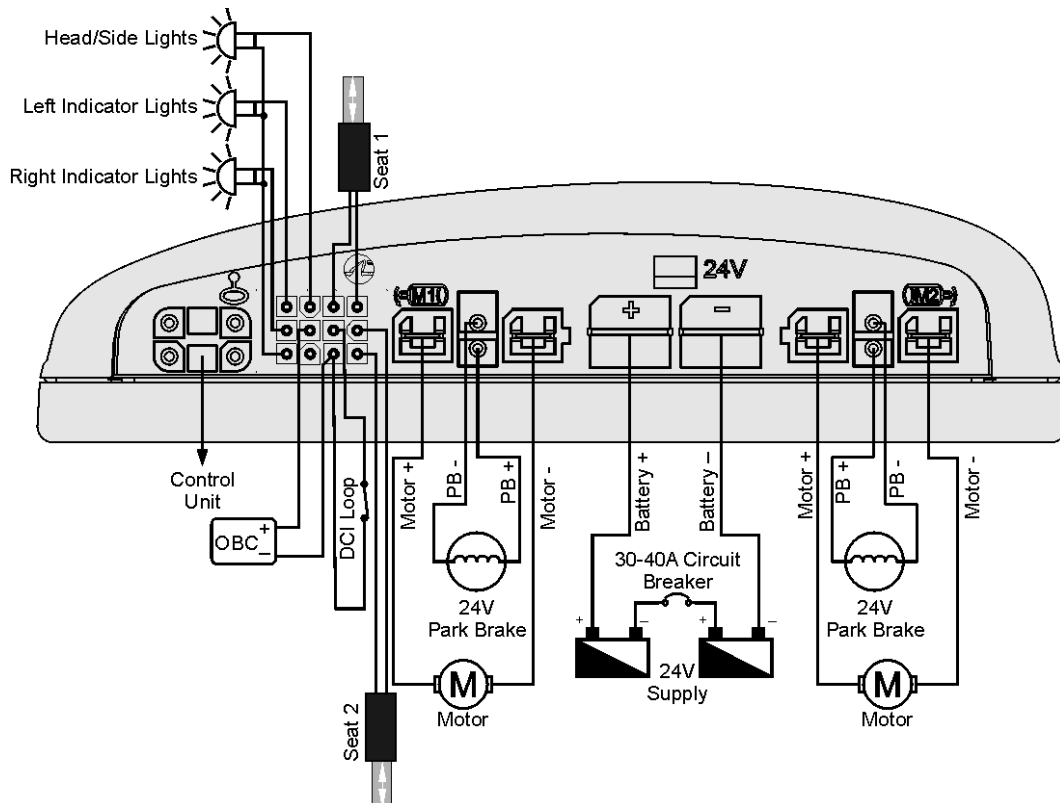 Head/Side Lights
Left Indicator Lights
Right Indicator Lights
Seat 1
M1
24V
M2
+
-
Control
Unit
OBC
+
−
DCI Loop
Motor +
PB -
PB +
Motor -
Battery +
Battery –
Motor +
PB +
PB -
Motor -
30-40A Circuit
Breaker
24V
Park Brake
+
–
+
–
24V
Supply
24V
Park Brake
M
Motor
M
Motor
Seat 2